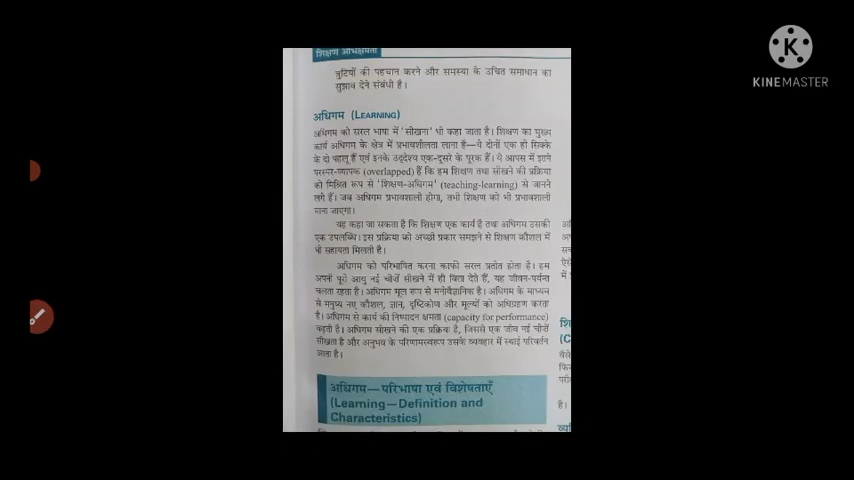 शिक्षण अभिक्षमता
त्रुटियों की पहचान करने और समस्या के उचित समाधान का
सुझाव देने संबंधी है।
अधिगम (LEARNING)
अधिगम को सरल भाषा में 'सीखना' भी कहा जाता है। शिक्षण का मुख्य
कार्य अधिगम के क्षेत्र में प्रभावशीलता लाना है—ये दोनों एक ही सिक्के
के दो पहलू हैं एवं इनके उद्देश्य एक-दूसरे के पूरक हैं। ये आपस में इतने
परस्पर-व्यापक (overlapped) हैं कि हम शिक्षण तथा सीखने की प्रक्रिया
को मिश्रित रूप से 'शिक्षण-अधिगम' (teaching-learning) से जानने
लगे हैं। जब अधिगम प्रभावशाली होगा, तभी शिक्षण को भी प्रभावशाली
माना जाएगा।
यह कहा जा सकता है कि शिक्षण एक कार्य है तथा अधिगम उसकी
एक उपलब्धि। इस प्रक्रिया को अच्छी प्रकार समझने से शिक्षण कौशल में
भी सहायता मिलती है।
अधिगम को परिभाषित करना काफी सरल प्रतीत होता है। हम
अपनी पूरी आयु नई चीजें सीखने में ही बिता देते हैं, यह जीवन-पर्यन्त
चलता रहता है। अधिगम मूल रूप से मनोवैज्ञानिक है। अधिगम के माध्यम
से मनुष्य नए कौशल, ज्ञान, दृष्टिकोण और मूल्यों को अधिग्रहण करता
है। अधिगम से कार्य की निष्पादन क्षमता (capacity for performance)
बढ़ती है। अधिगम सीखने की एक प्रक्रिया है, जिससे एक जीव नई चीजें
सीखता है और अनुभव के परिणामस्वरूप उसके व्यवहार में स्थाई परिवर्तन
आता है।
अधिगम—परिभाषा एवं विशेषताएँ
(Learning—Definition and
Characteristics)
KINEMASTER